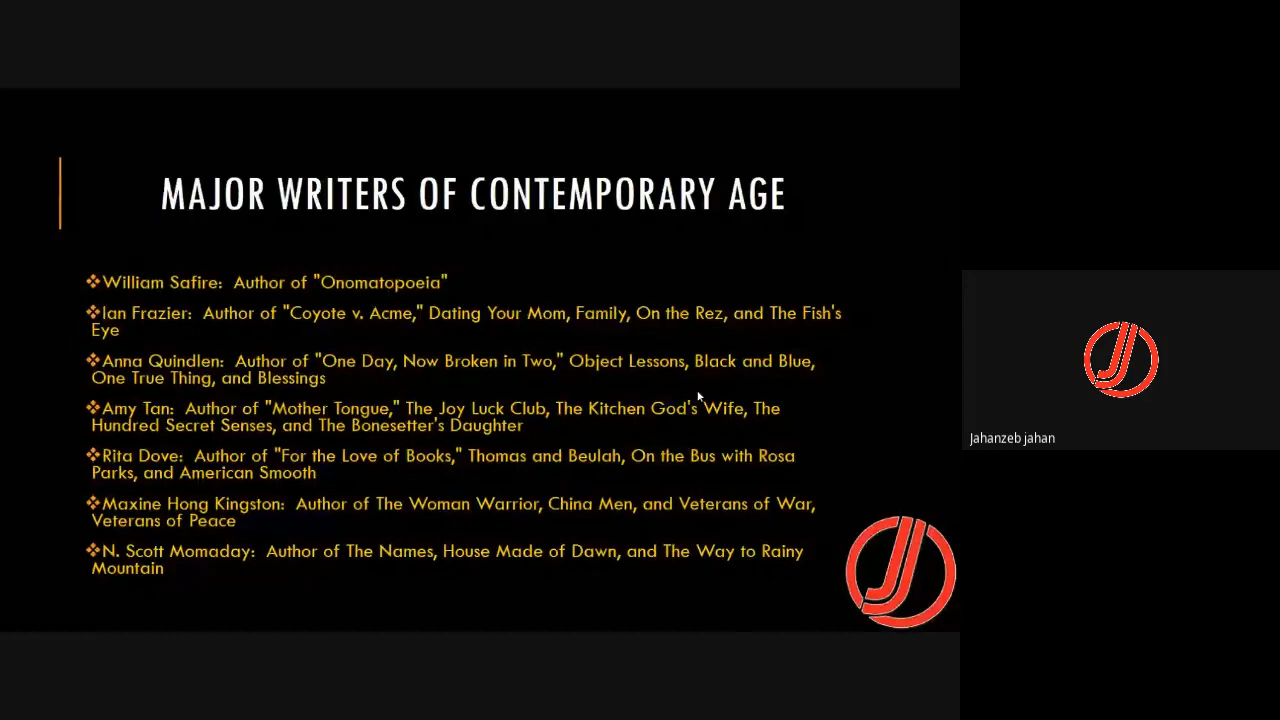 MAJOR WRITERS OF CONTEMPORARY AGE
❖William Safire: Author of "Onomatopoeia"
❖Ian Frazier: Author of "Coyote v. Acme," Dating Your Mom, Family, On the Rez, and The Fish's
Eye
❖Anna Quindlen: Author of "One Day, Now Broken in Two," Object Lessons, Black and Blue,
One True Thing, and Blessings
❖Amy Tan: Author of "Mother Tongue," The Joy Luck Club, The Kitchen God's Wife, The
Hundred Secret Senses, and The Bonesetter's Daughter
❖Rita Dove: Author of "For the Love of Books," Thomas and Beulah, On the Bus with Rosa
Parks, and American Smooth
❖Maxine Hong Kingston: Author of The Woman Warrior, China Men, and Veterans of War,
Veterans of Peace
❖N. Scott Momaday: Author of The Names, House Made of Dawn, and The Way to Rainy
Mountain
Jahanzeb jahan